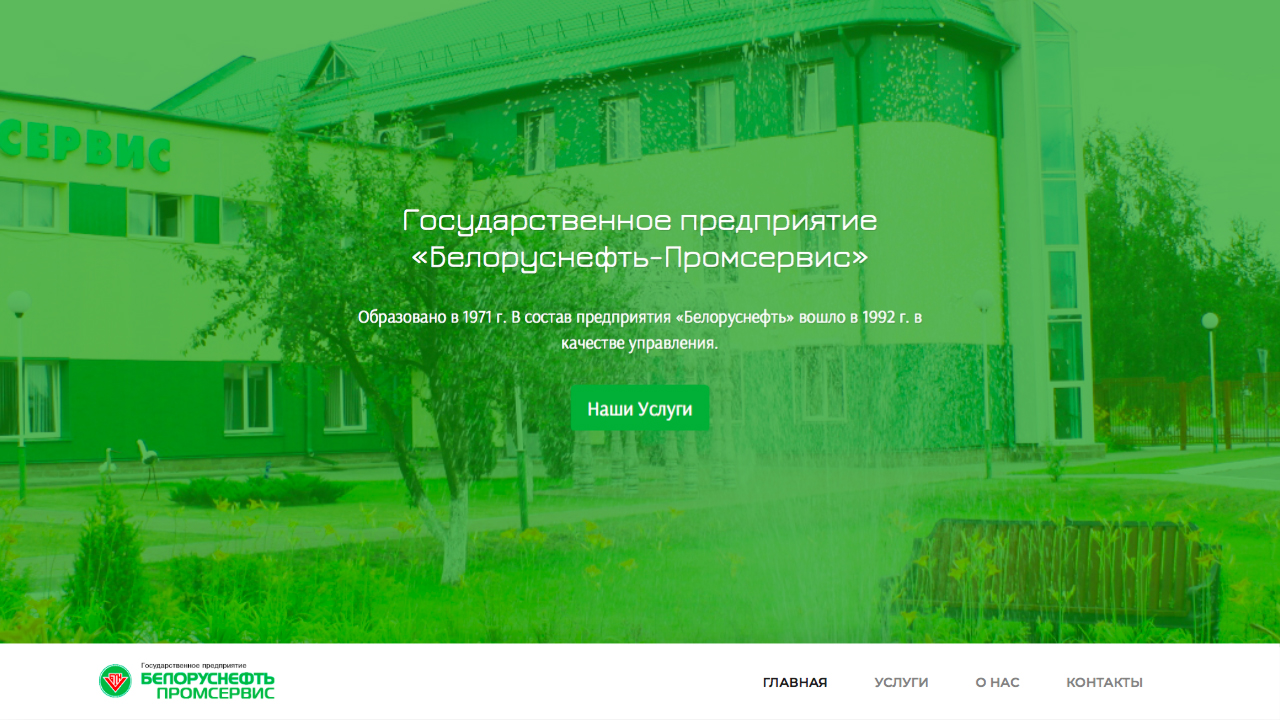 СЕРВИС
Государственное предприятие
«Белоруснефть-Промсервис»
Образовано в 1971 г. В состав предприятия «Белоруснефть» вошло в 1992 г. в
качестве управления.
Наши Услуги
Государственное предприятие
БЕЛОРУСНЕФТЬ
ПРОМСЕРВИС
ГЛАВНАЯ
УСЛУГИ
О НАС
КОНТАКТЫ